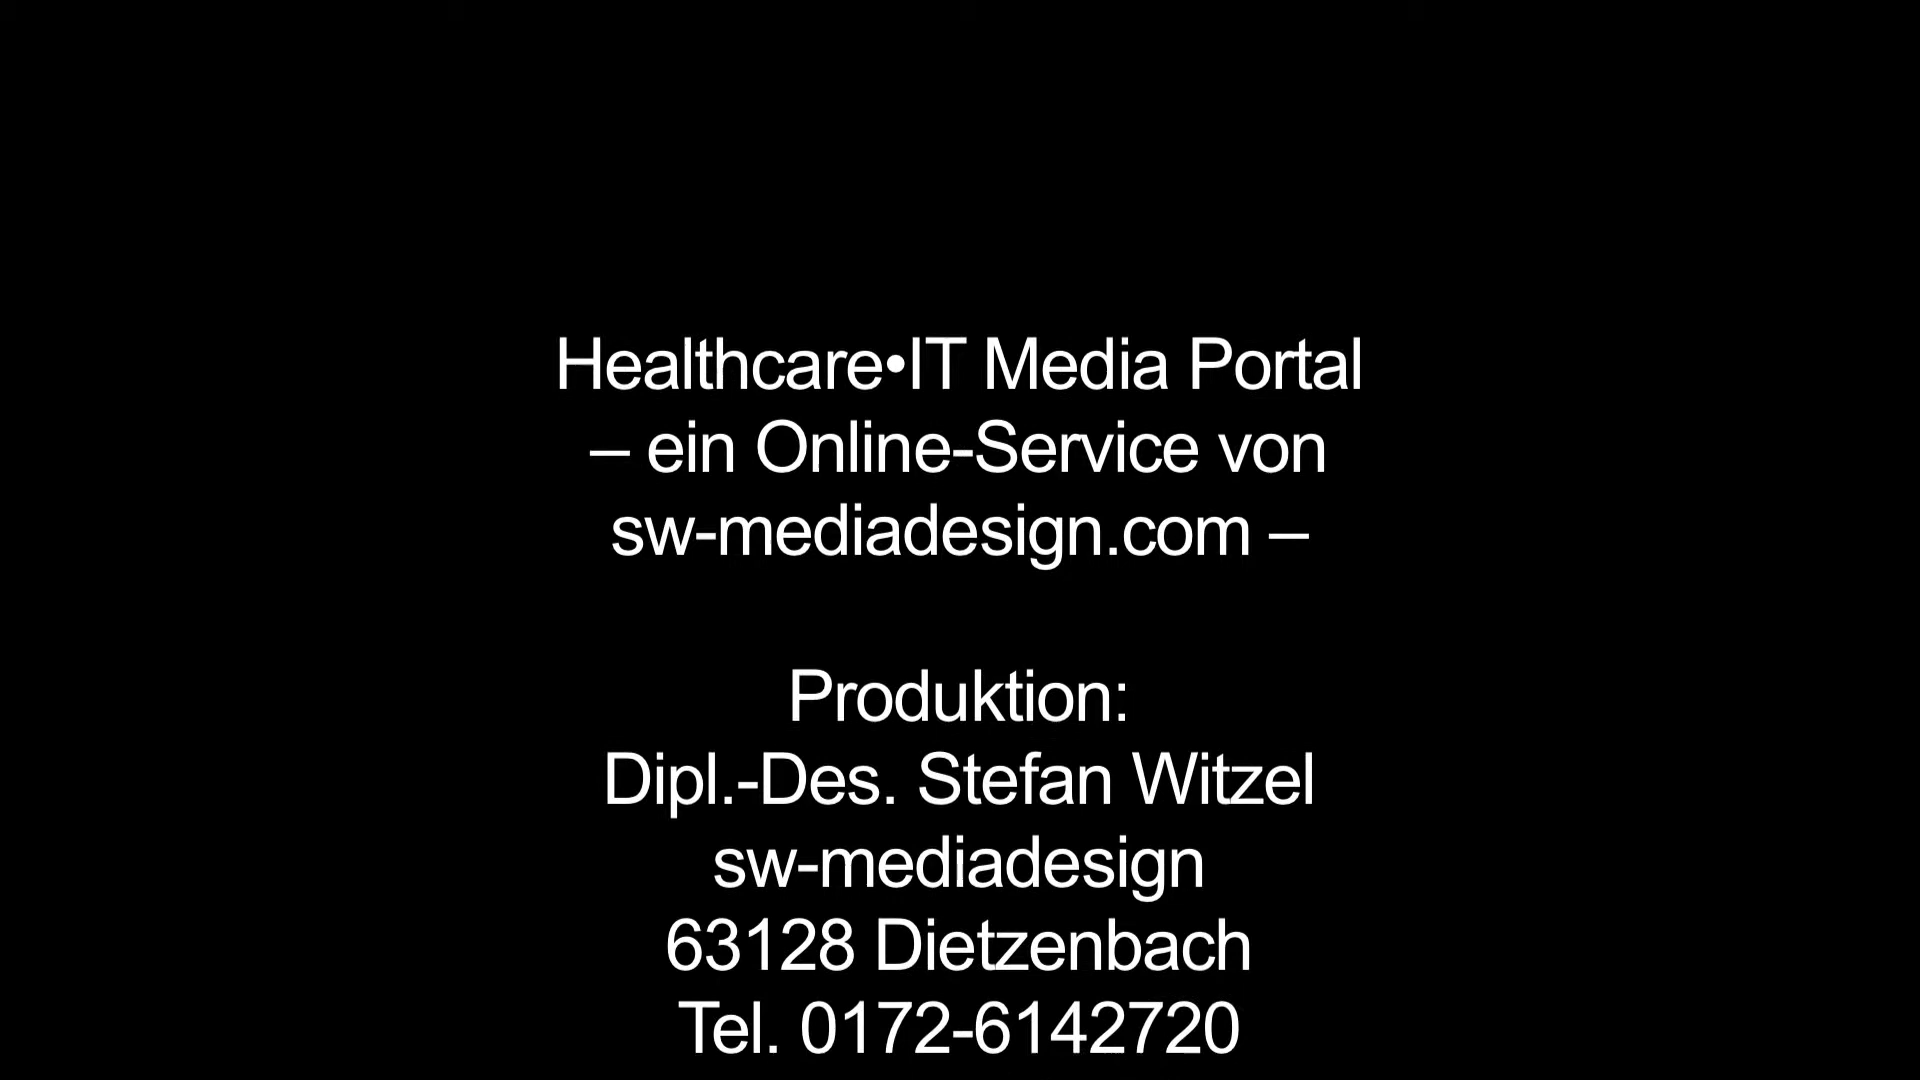 Healthcare•IT Media Portal
– ein Online-Service von
sw-mediadesign.com –
Produktion:
Dipl.-Des. Stefan Witzel
sw-mediadesign
63128 Dietzenbach
Tel. 0172-6142720